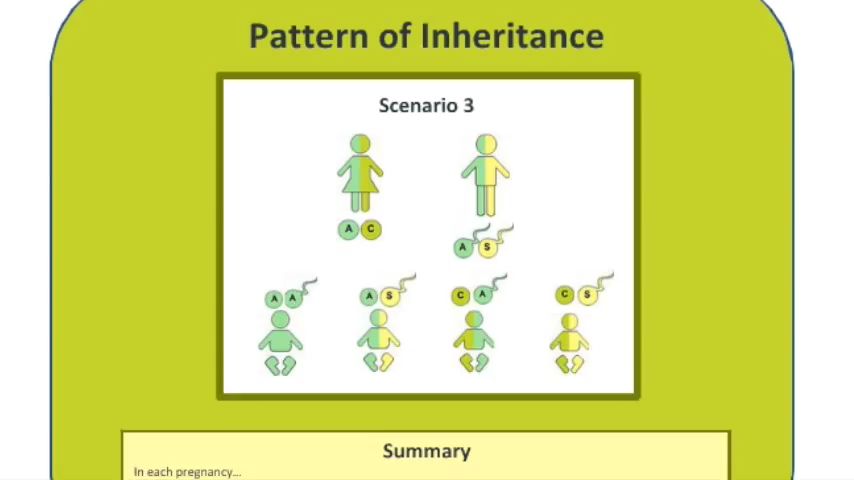 Pattern of Inheritance
Scenario 3
A C
A S
A A
A S
C A
C S
Summary
In each pregnancy...